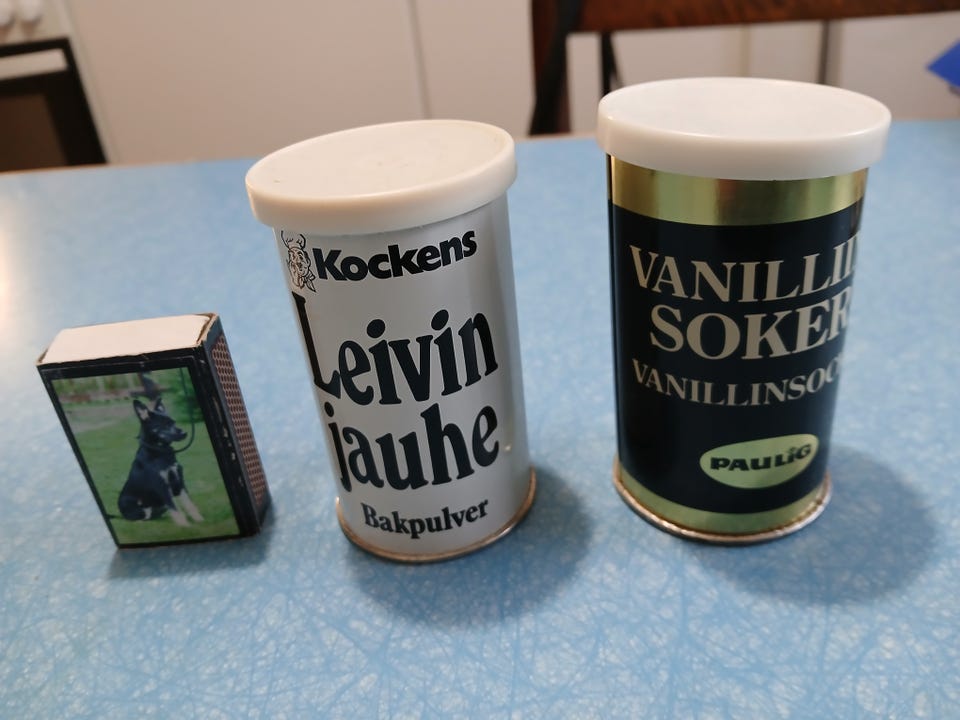 Kockens
Leivin
jauhe
Bakpulver
VANILLI
SOKER
VANILLINSOC
PAULiG